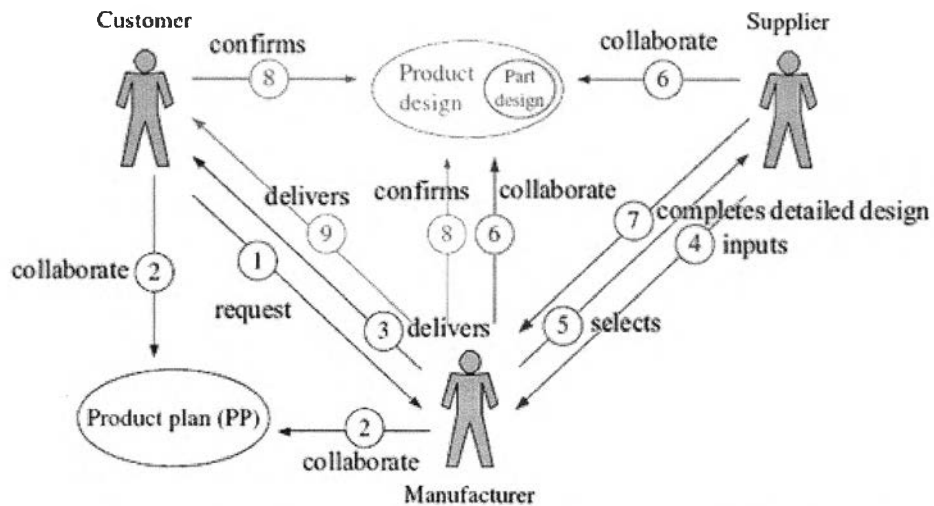 Customer
Supplier
confirms
collaborate
8
6
Product
design
Part
design
delivers
confirms
collaborate
9
8
6
7
completes detailed design
4
inputs
collaborate
2
1
request
3
delivers
5
selects
Product plan (PP)
2
collaborate
Manufacturer